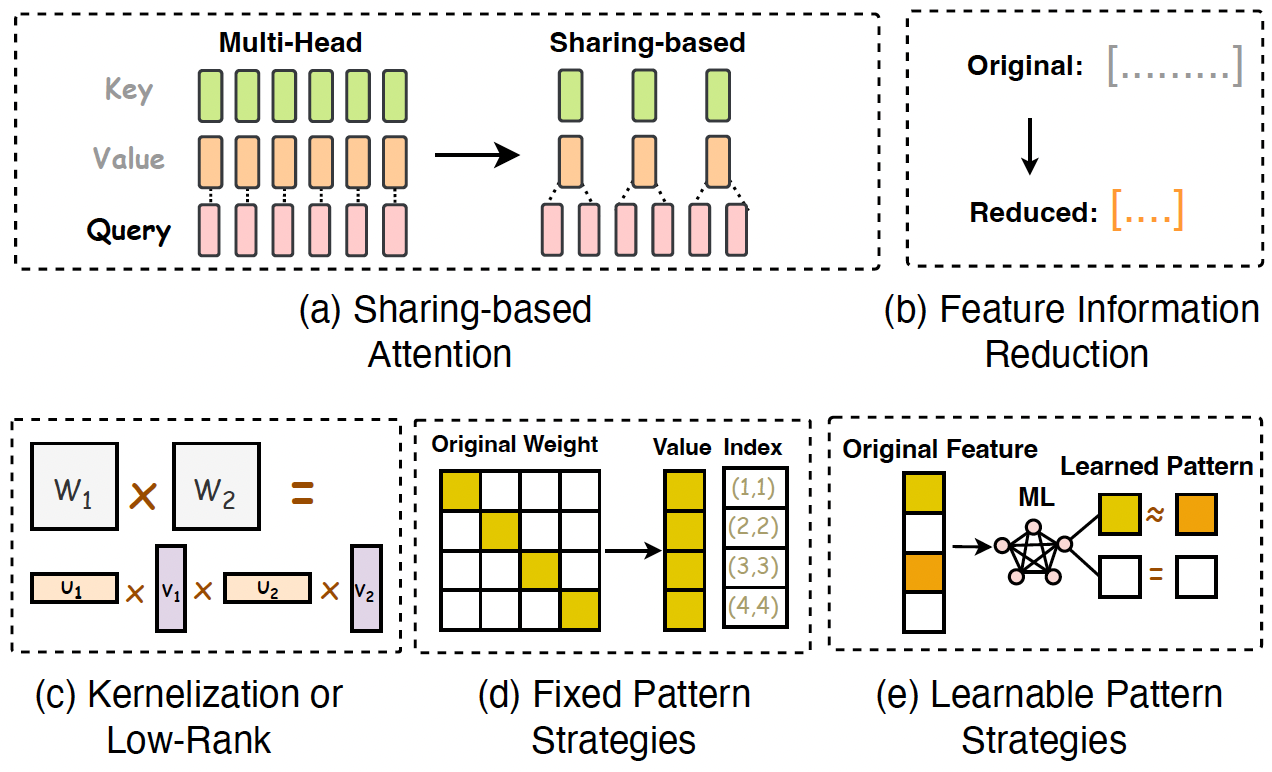 Multi-Head
Sharing-based
Key
Value
Query
(a) Sharing-based
Attention
Original: [.........]
Reduced: [....]
(b) Feature Information
Reduction
W1 × W2 =
U1 × V1 × U2 × V2
(c) Kernelization or
Low-Rank
Original Weight
Value
Index
(1,1)
(2,2)
(3,3)
(4,4)
(d) Fixed Pattern
Strategies
Original Feature
Learned Pattern
ML
≈
=
(e) Learnable Pattern
Strategies